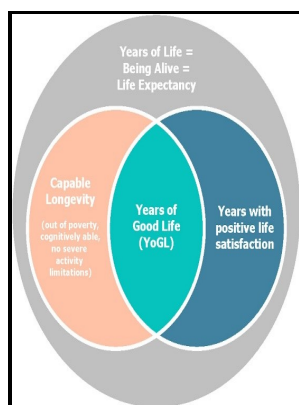 Years of Life =
Being Alive =
Life Expectancy
Capable
Longevity
(out of poverty,
cognitively able,
no severe
activity
limitations)
Years of
Good Life
(YoGL)
Years with
positive life
satisfaction